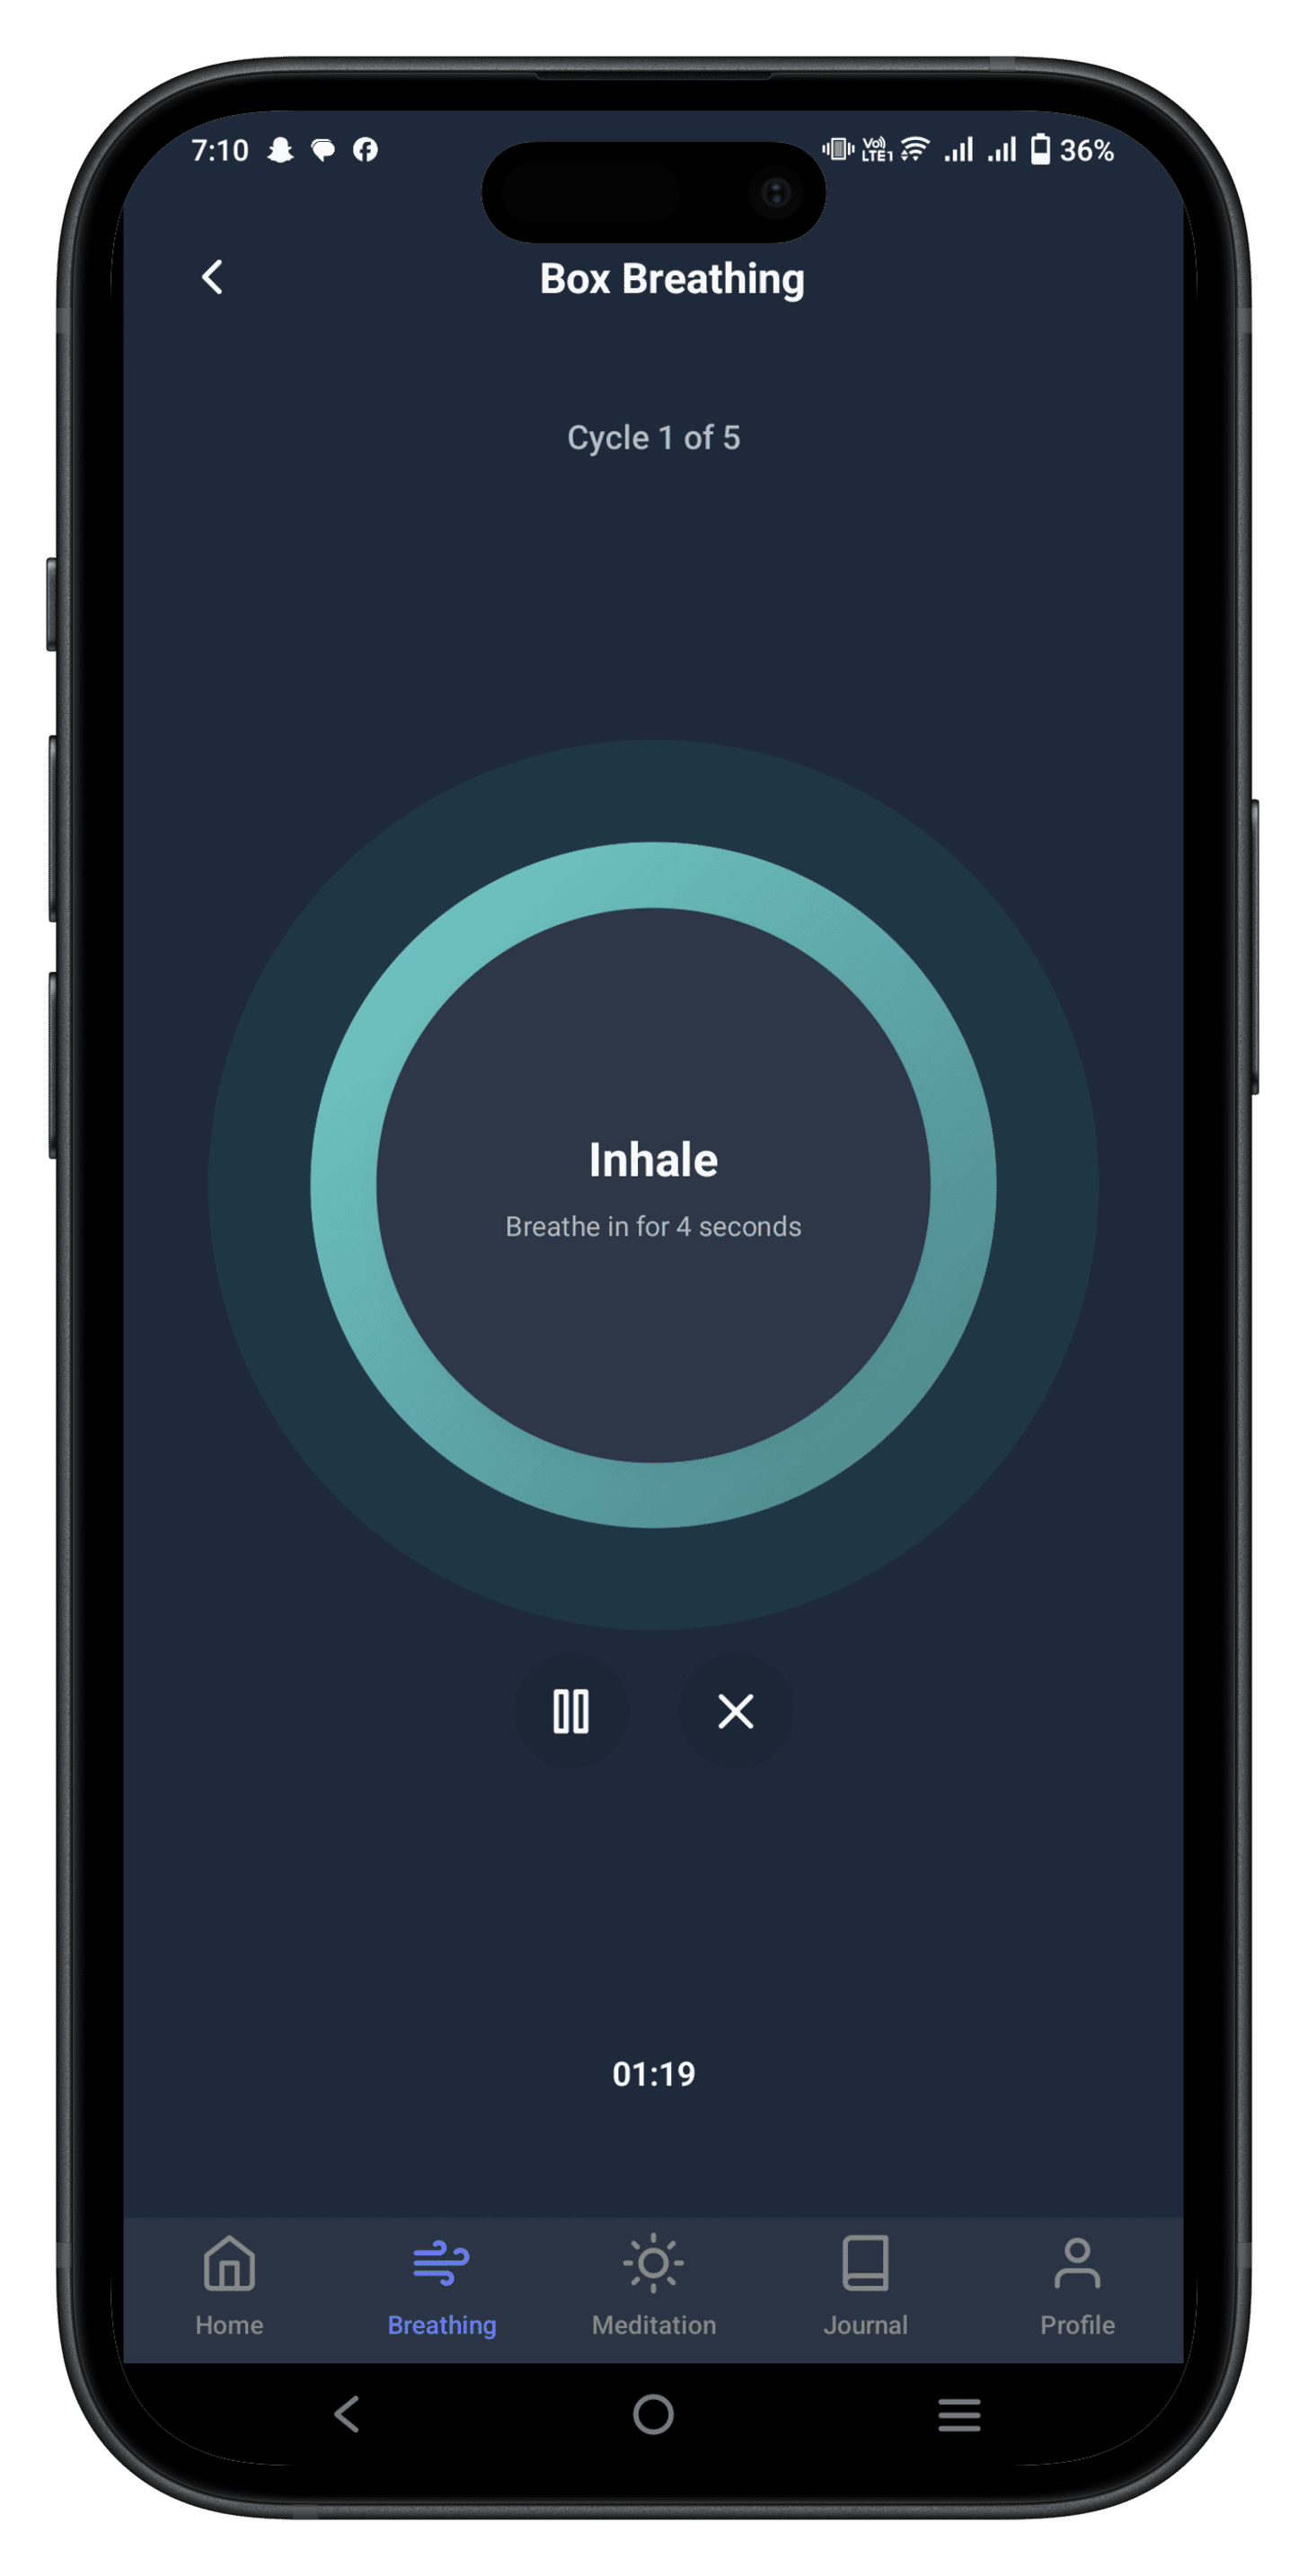 7:10 Vo) LTE1 36%
Box Breathing
Cycle 1 of 5
Inhale
Breathe in for 4 seconds
01:19
Home Breathing Meditation Journal Profile